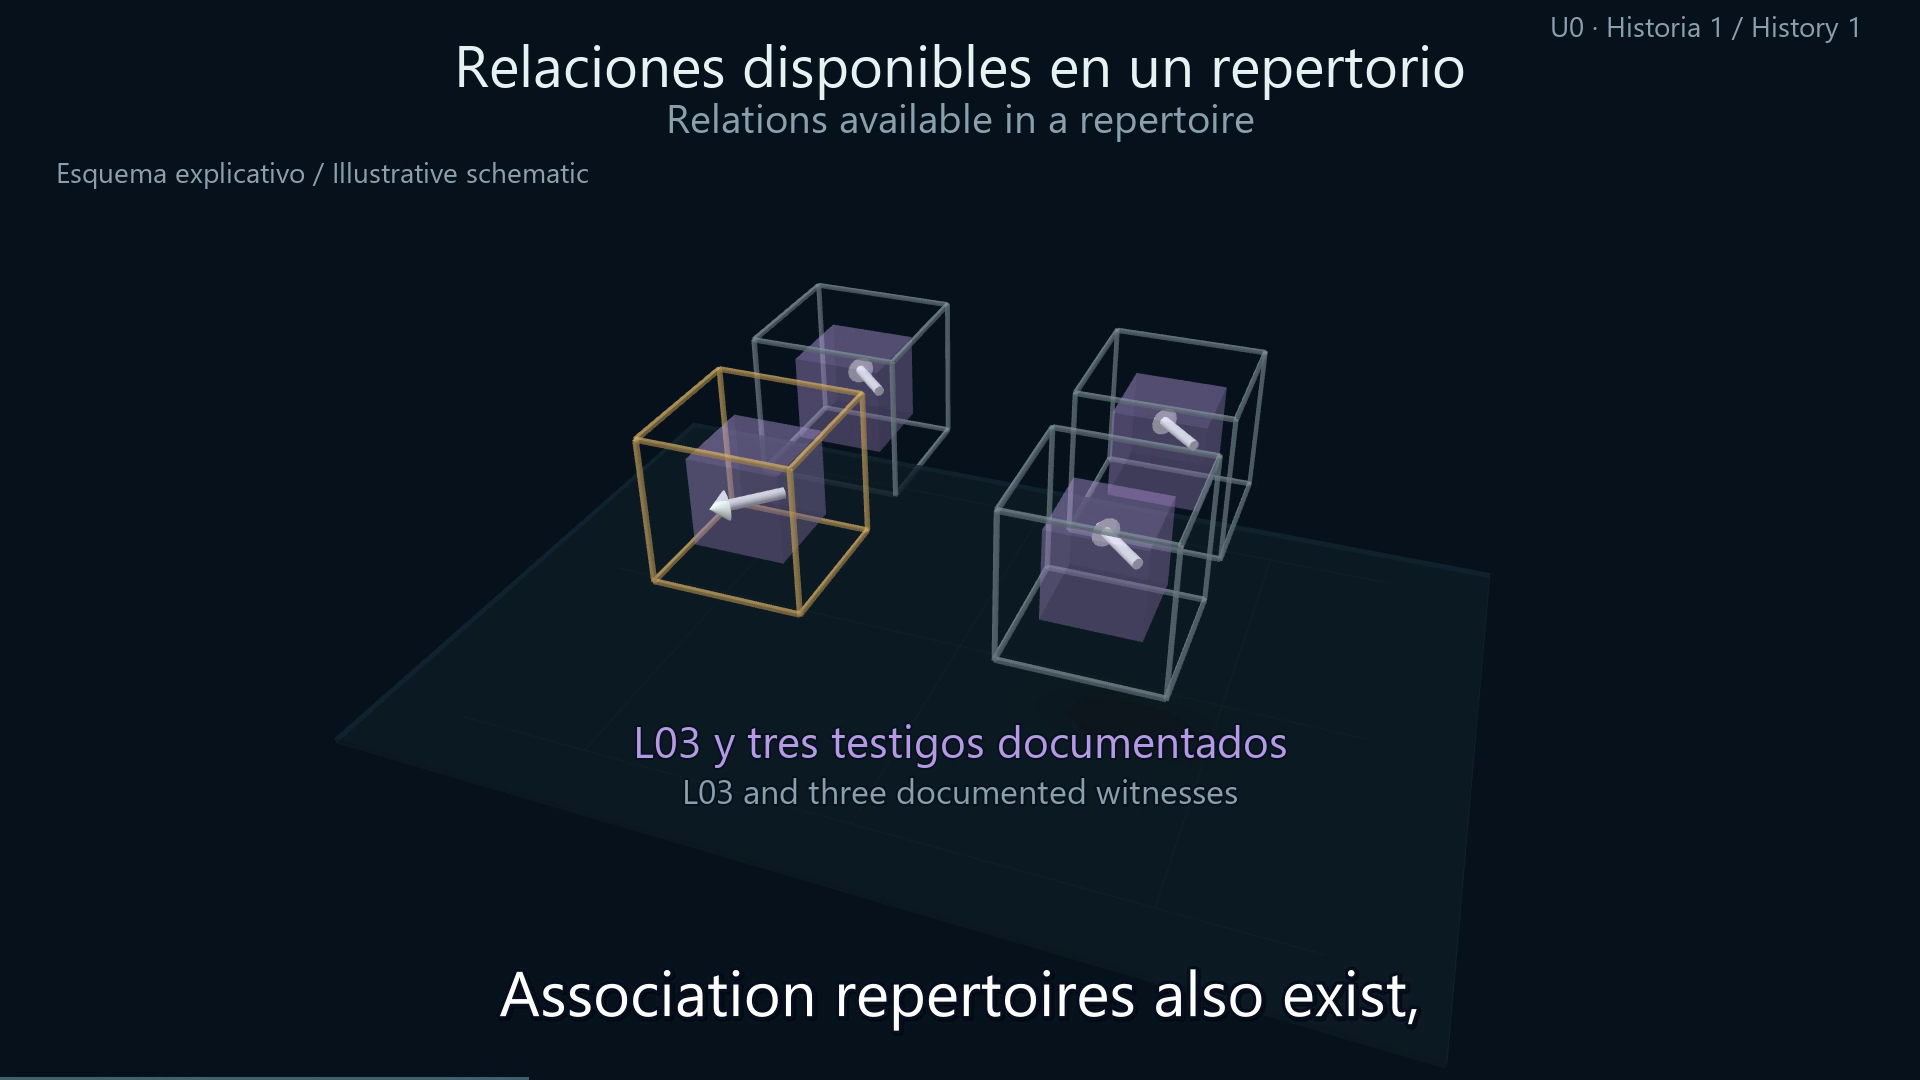 U0 · Historia 1 / History 1
Relaciones disponibles en un repertorio
Relations available in a repertoire
Esquema explicativo / Illustrative schematic
L03 y tres testigos documentados
L03 and three documented witnesses
Association repertoires also exist,